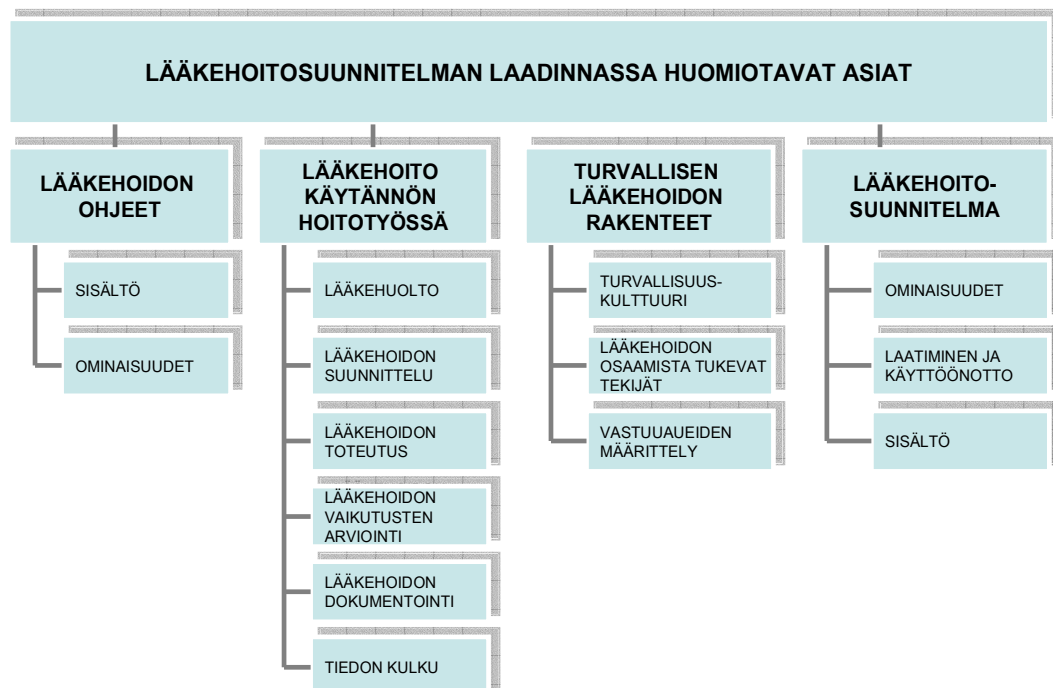 LÄÄKEHOITOSUUNNITELMAN LAADINNASSA HUOMIOTAVAT ASIAT
LÄÄKEHOIDON
OHJEET
SISÄLTÖ
OMINAISUUDET
LÄÄKEHOITO
KÄYTÄNNÖN
HOITOTYÖSSÄ
LÄÄKEHUOLTO
LÄÄKEHOIDON
SUUNNITTELU
LÄÄKEHOIDON
TOTEUTUS
LÄÄKEHOIDON
VAIKUTUSTEN
ARVIOINTI
LÄÄKEHOIDON
DOKUMENTOINTI
TIEDON KULKU
TURVALLISEN
LÄÄKEHOIDON
RAKENTEET
TURVALLISUUS-
KULTTUURI
LÄÄKEHOIDON
OSAAMISTA TUKEVAT
TEKIJÄT
VASTUUAUEIDEN
MÄÄRITTELY
LÄÄKEHOITO-
SUUNNITELMA
OMINAISUUDET
LAATIMINEN JA
KÄYTTÖÖNOTTO
SISÄLTÖ